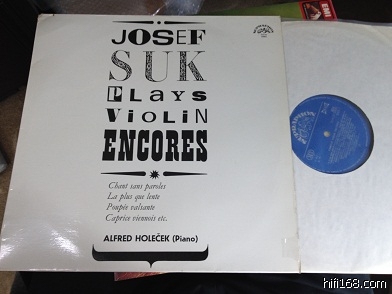 JOSEF
SUK
PLAYS
ViOLiN
ENCORES
Chant sans paroles
La plus que lente
Poupée valsante
Caprice viennois etc.
ALFRED HOLEČEK (Piano)
EMI
hifi168.com